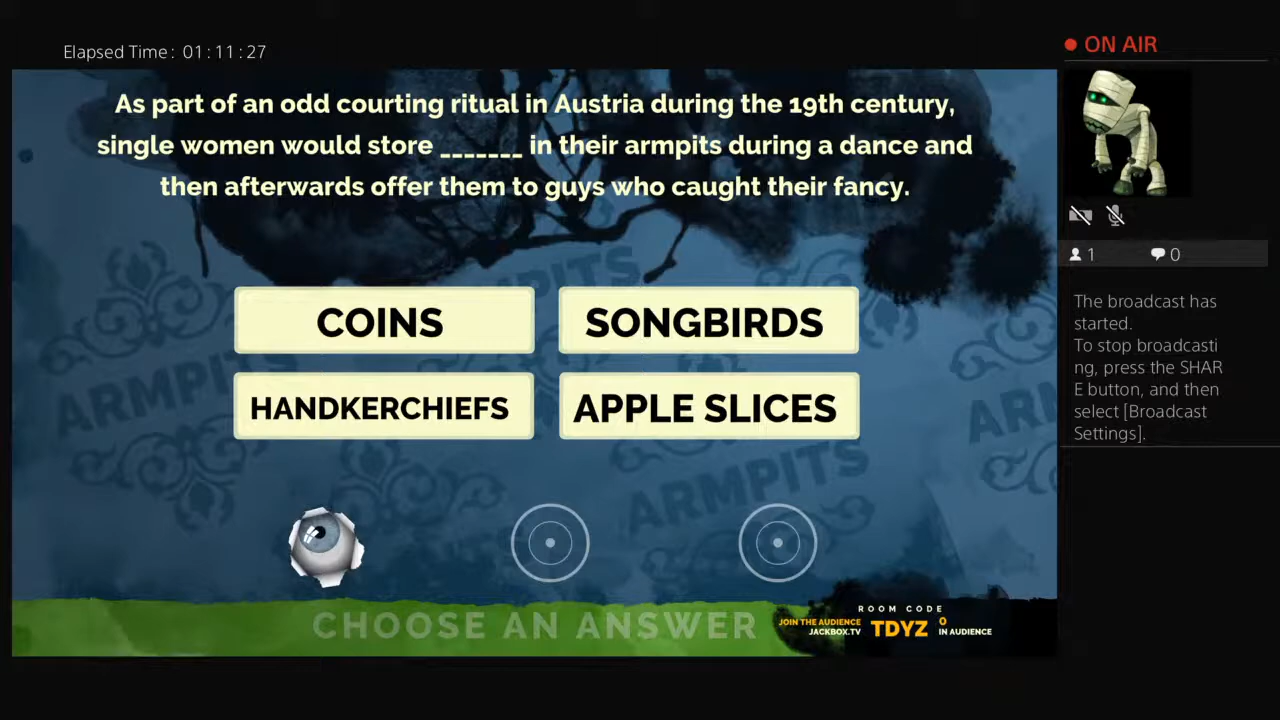 Elapsed Time: 01:11:27
ON AIR
As part of an odd courting ritual in Austria during the 19th century,
single women would store _______ in their armpits during a dance and
then afterwards offer them to guys who caught their fancy.
COINS
SONGBIRDS
HANDKERCHIEFS
APPLE SLICES
ARMPITS
ARMPITS
ARMPITS
CHOOSE AN ANSWER
ROOM CODE
JOIN THE AUDIENCE
JACKBOX.TV
TDYZ
0
IN AUDIENCE
1
0
The broadcast has
started.
To stop broadcasti
ng, press the SHAR
E button, and then
select [Broadcast
Settings].